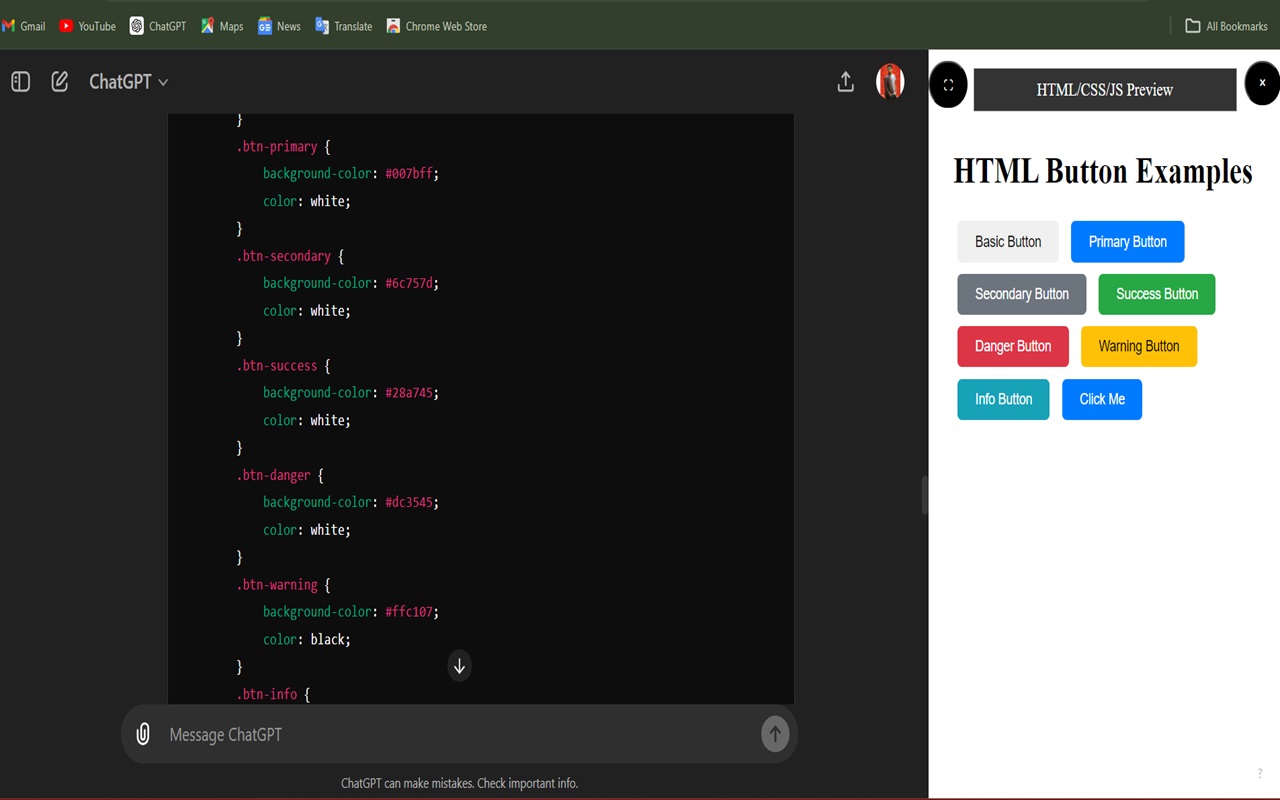 Gmail YouTube ChatGPT Maps News Translate Chrome Web Store All Bookmarks
ChatGPT
}
.btn-primary {
background-color: #007bff;
color: white;
}
.btn-secondary {
background-color: #6c757d;
color: white;
}
.btn-success {
background-color: #28a745;
color: white;
}
.btn-danger {
background-color: #dc3545;
color: white;
}
.btn-warning {
background-color: #ffc107;
color: black;
}
.btn-info {
Message ChatGPT
ChatGPT can make mistakes. Check important info.
HTML/CSS/JS Preview
HTML Button Examples
Basic Button Primary Button
Secondary Button Success Button
Danger Button Warning Button
Info Button Click Me
?